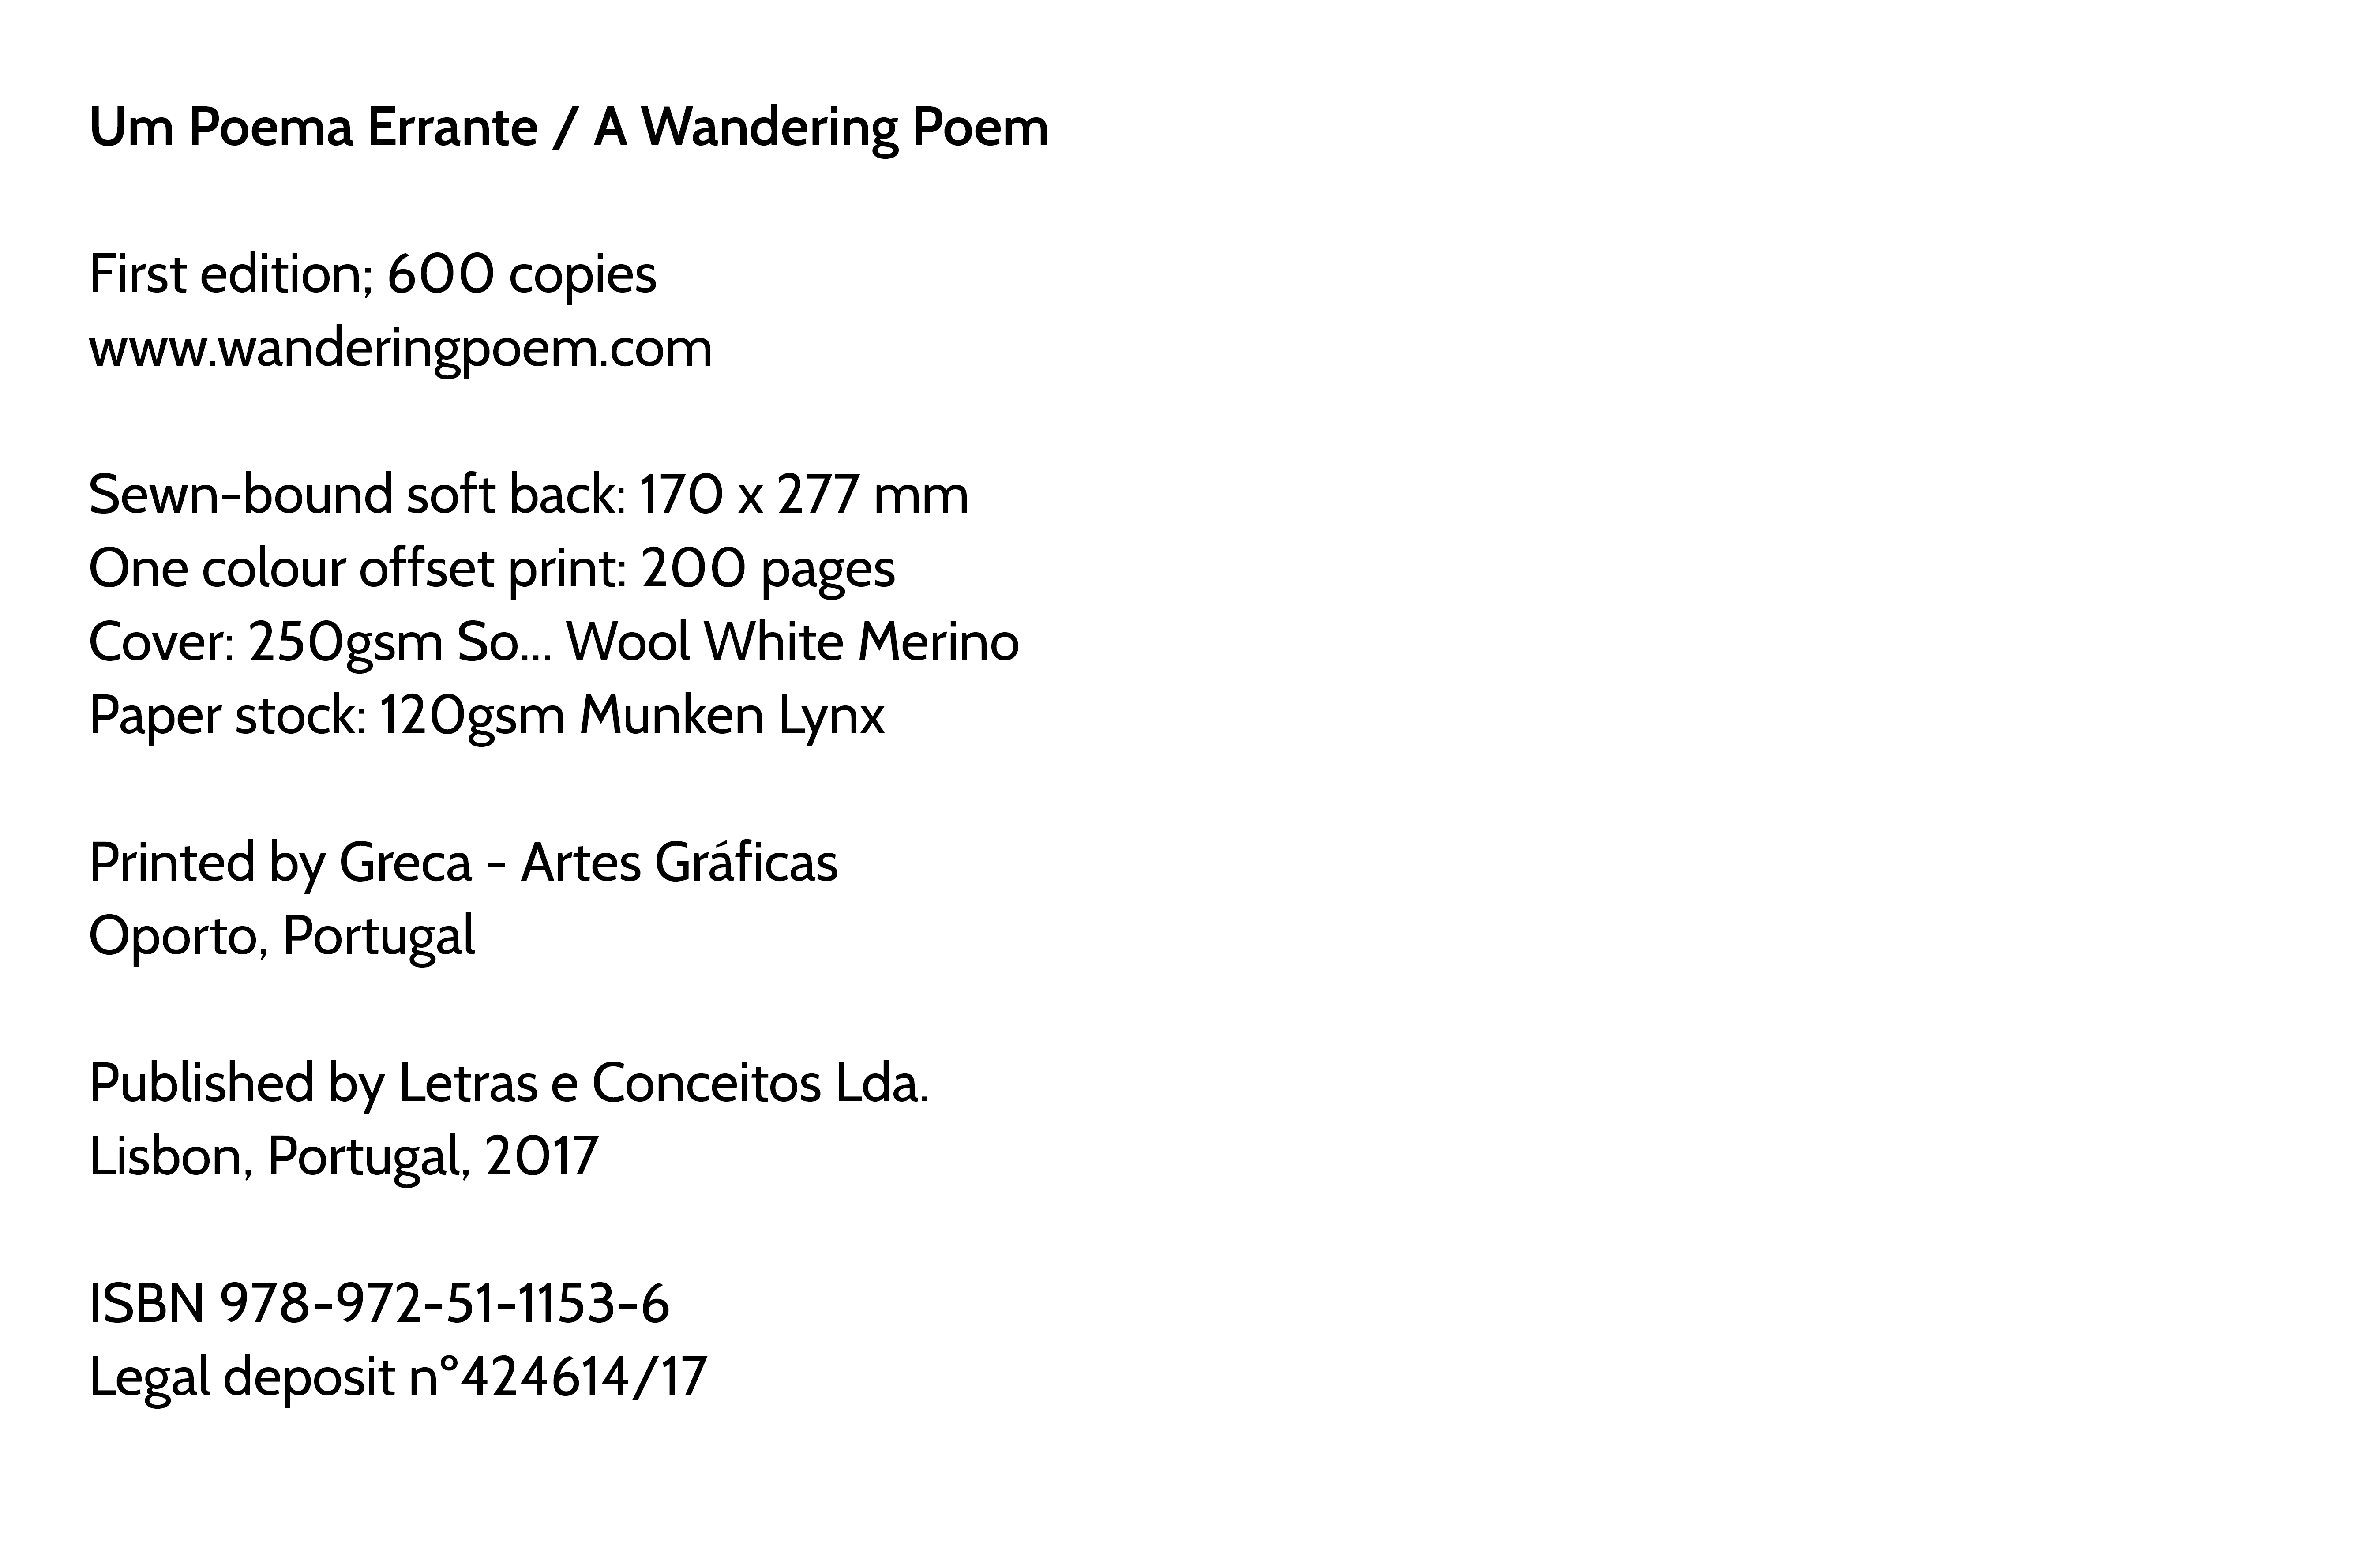 Um Poema Errante / A Wandering Poem
First edition; 600 copies
www.wanderingpoem.com
Sewn-bound soft back: 170 x 277 mm
One colour offset print: 200 pages
Cover: 250gsm So... Wool White Merino
Paper stock: 120gsm Munken Lynx
Printed by Greca - Artes Gráficas
Oporto, Portugal
Published by Letras e Conceitos Lda.
Lisbon, Portugal, 2017
ISBN 978-972-51-1153-6
Legal deposit n°424614/17